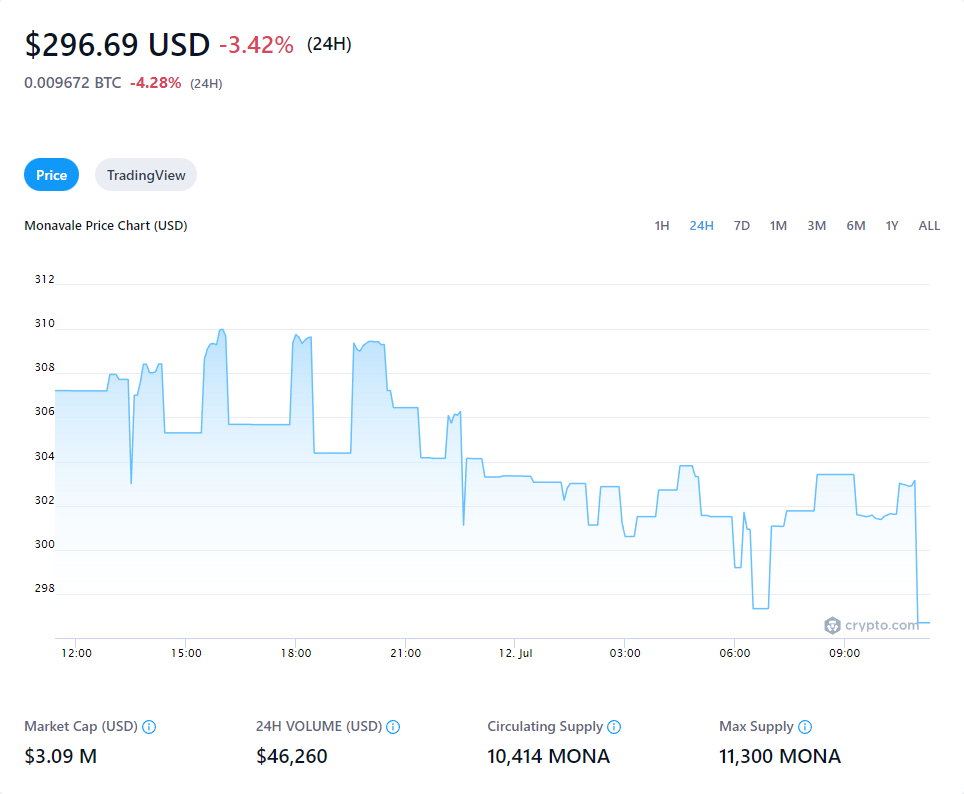 $296.69 USD -3.42% (24H)
0.009672 BTC -4.28% (24H)
Price TradingView
Monavale Price Chart (USD) 1H 24H 7D 1M 3M 6M 1Y ALL
312
310
308
306
304
302
300
298
crypto.com
12:00 15:00 18:00 21:00 12. Jul 03:00 06:00 09:00
Market Cap (USD) 24H VOLUME (USD) Circulating Supply Max Supply
$3.09 M $46,260 10,414 MONA 11,300 MONA